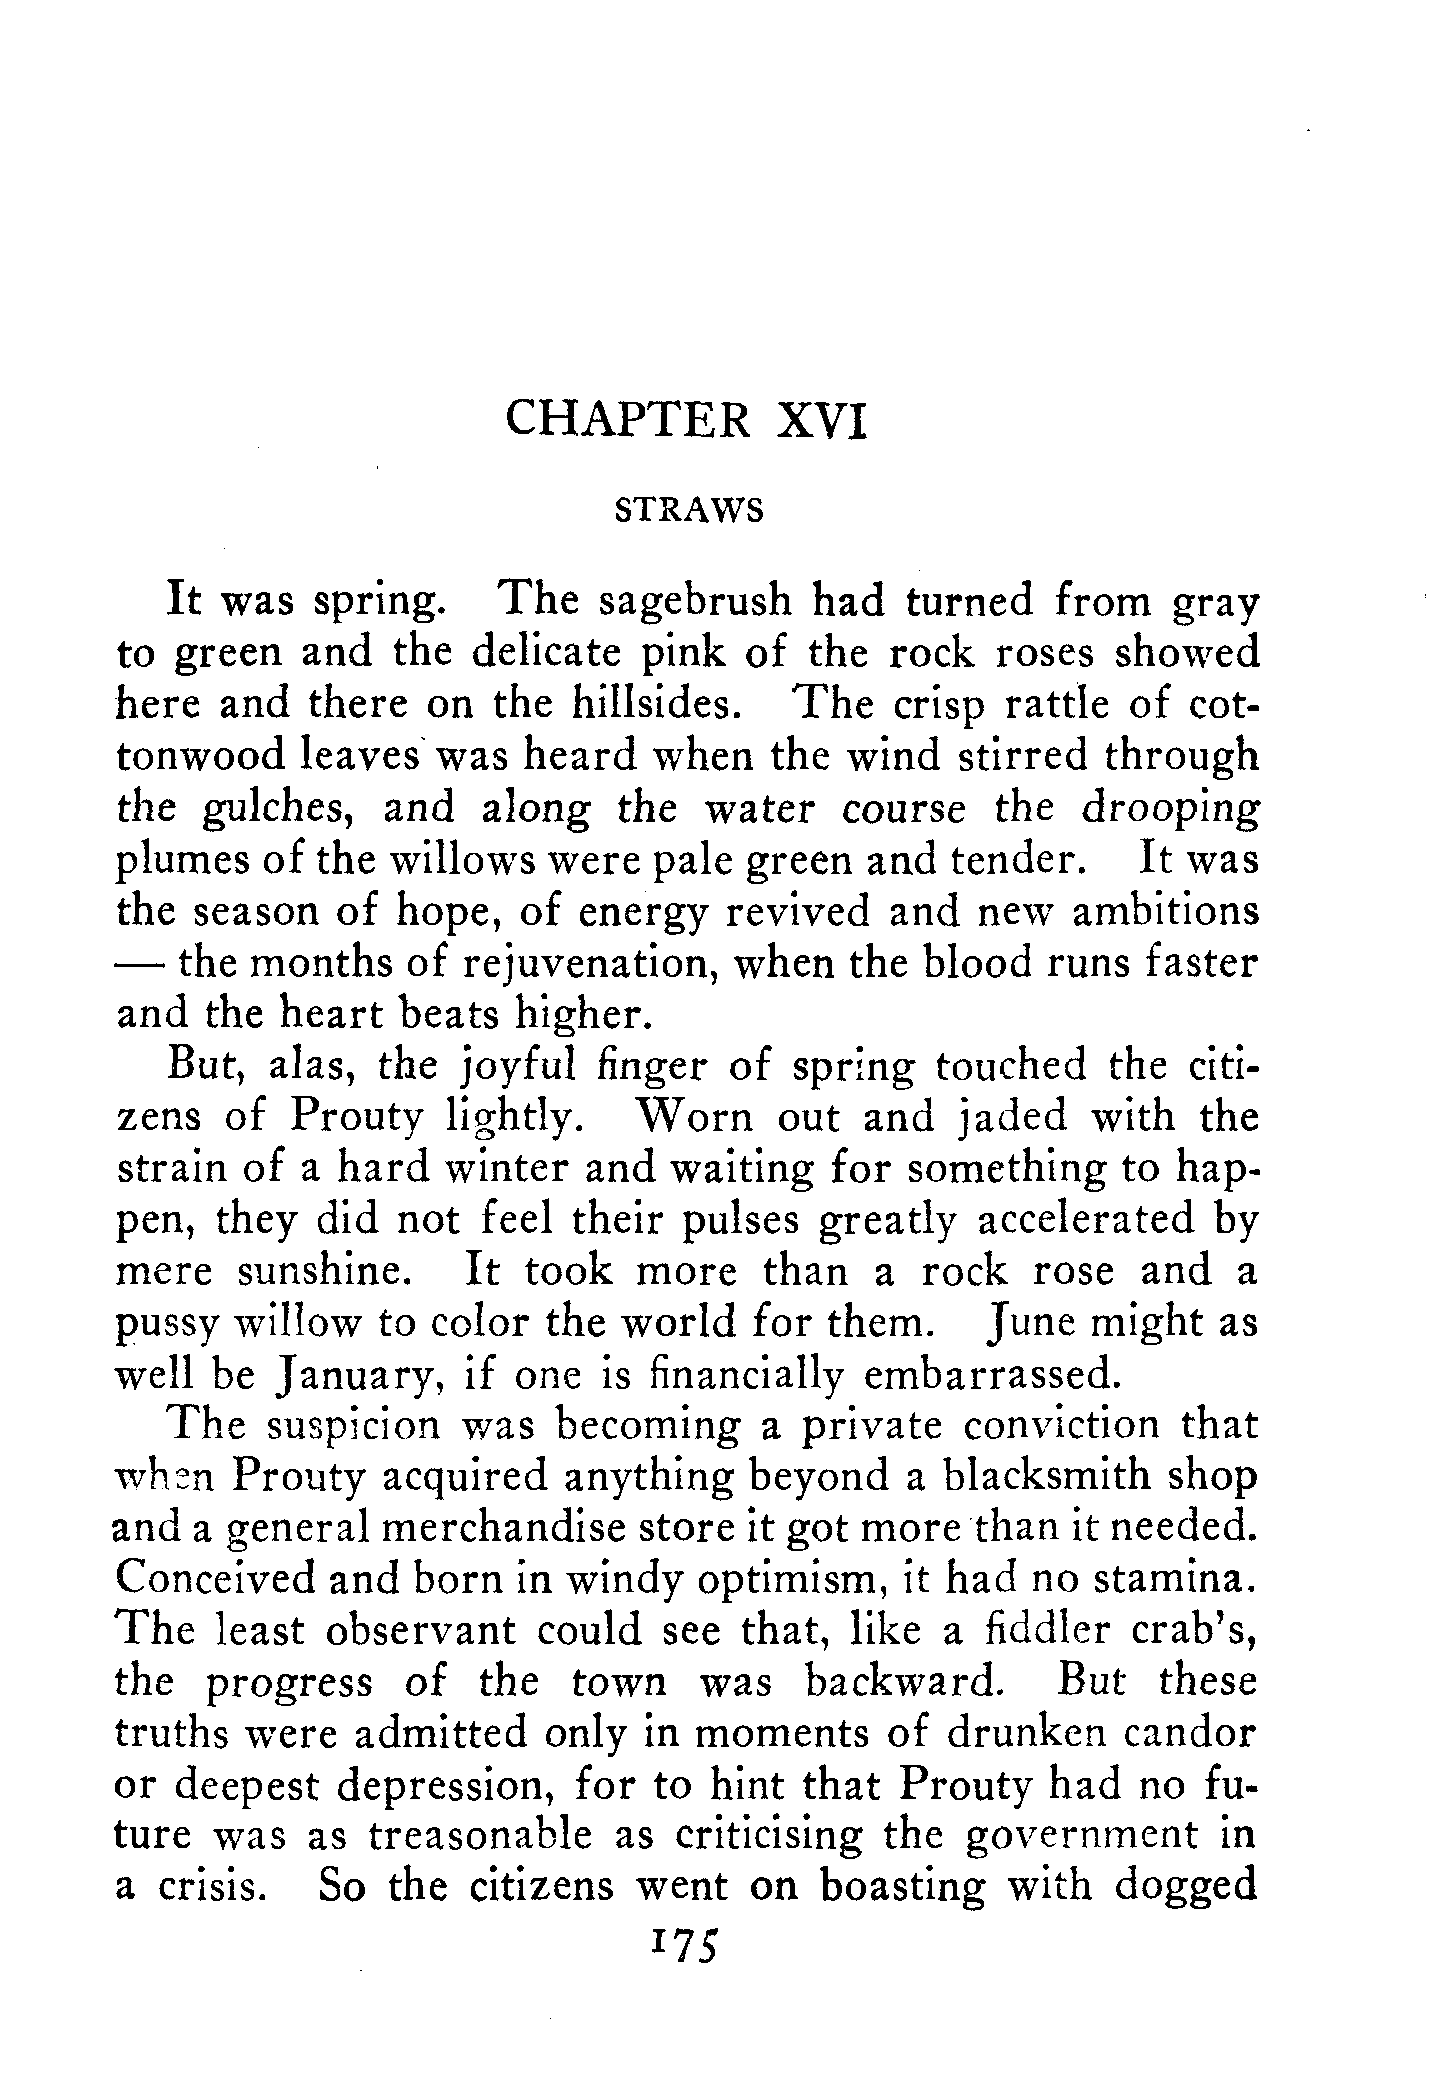 CHAPTER XVI
STRAWS
It was spring. The sagebrush had turned from gray
to green and the delicate pink of the rock roses showed
here and there on the hillsides. The crisp rattle of cot-
tonwood leaves was heard when the wind stirred through
the gulches, and along the water course the drooping
plumes of the willows were pale green and tender. It was
the season of hope, of energy revived and new ambitions
— the months of rejuvenation, when the blood runs faster
and the heart beats higher.
But, alas, the joyful finger of spring touched the citi-
zens of Prouty lightly. Worn out and jaded with the
strain of a hard winter and waiting for something to hap-
pen, they did not feel their pulses greatly accelerated by
mere sunshine. It took more than a rock rose and a
pussy willow to color the world for them. June might as
well be January, if one is financially embarrassed.
The suspicion was becoming a private conviction that
when Prouty acquired anything beyond a blacksmith shop
and a general merchandise store it got more than it needed.
Conceived and born in windy optimism, it had no stamina.
The least observant could see that, like a fiddler crab's,
the progress of the town was backward. But these
truths were admitted only in moments of drunken candor
or deepest depression, for to hint that Prouty had no fu-
ture was as treasonable as criticising the government in
a crisis. So the citizens went on boasting with dogged
175